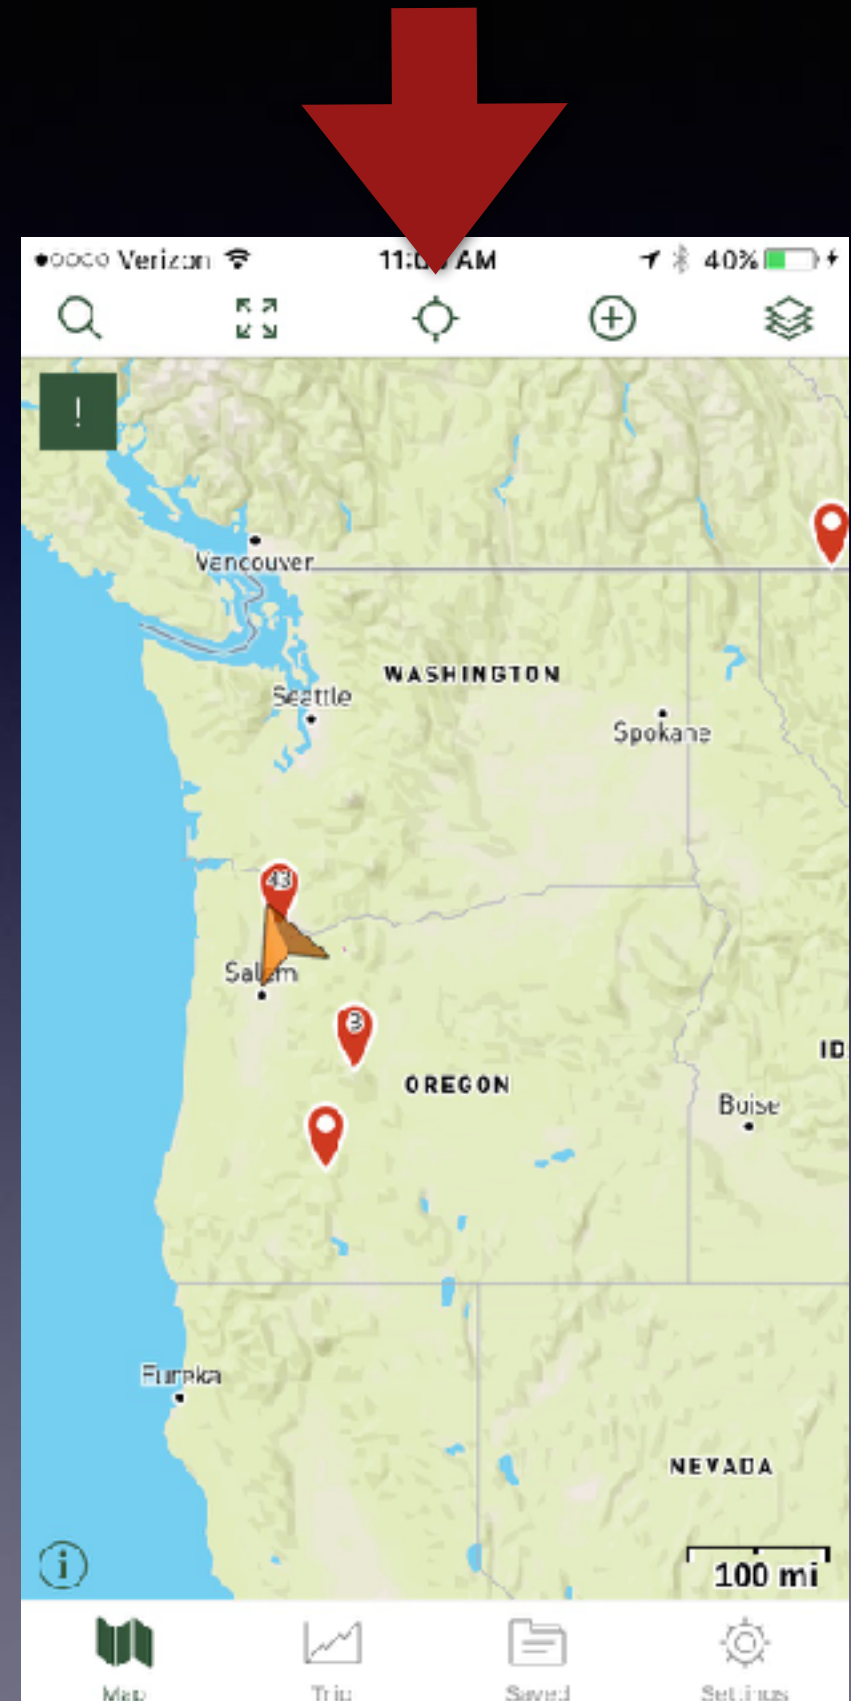 Verizon
AM
40%
!
Vancouver
WASHINGTON
Seattle
Spokane
43
Salem
3
ID
OREGON
Boise
Eureka
NEVADA
i
100 mi
Map
Trip
Saved
Settings